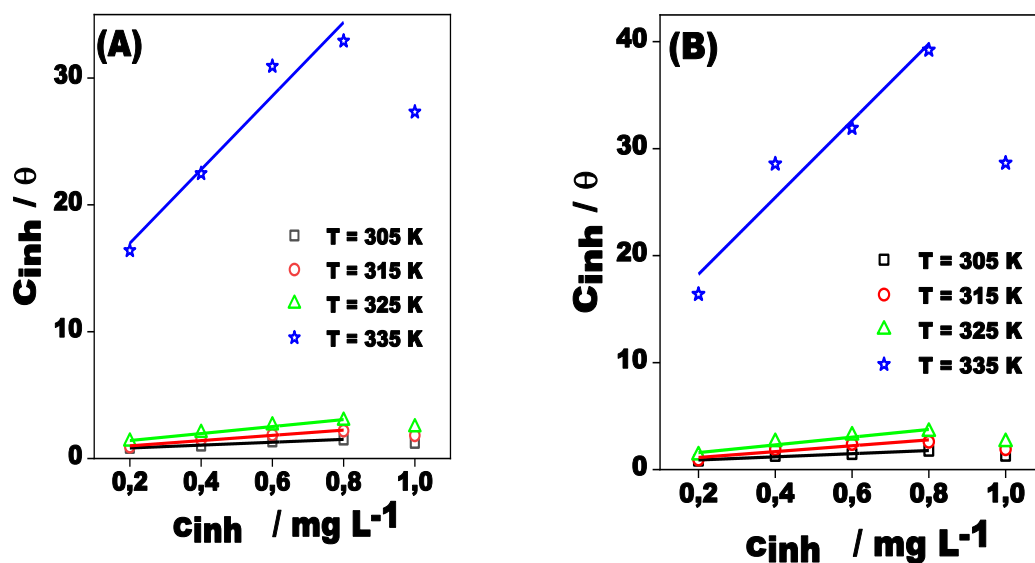 (A)
30
20
10
0
Cinh / θ
T = 305 K
T = 315 K
T = 325 K
T = 335 K
0,2 0,4 0,6 0,8 1,0
cinh / mg L-1
(B)
40
30
20
10
0
Cinh / θ
T = 305 K
T = 315 K
T = 325 K
T = 335 K
0,2 0,4 0,6 0,8 1,0
cinh / mg L-1